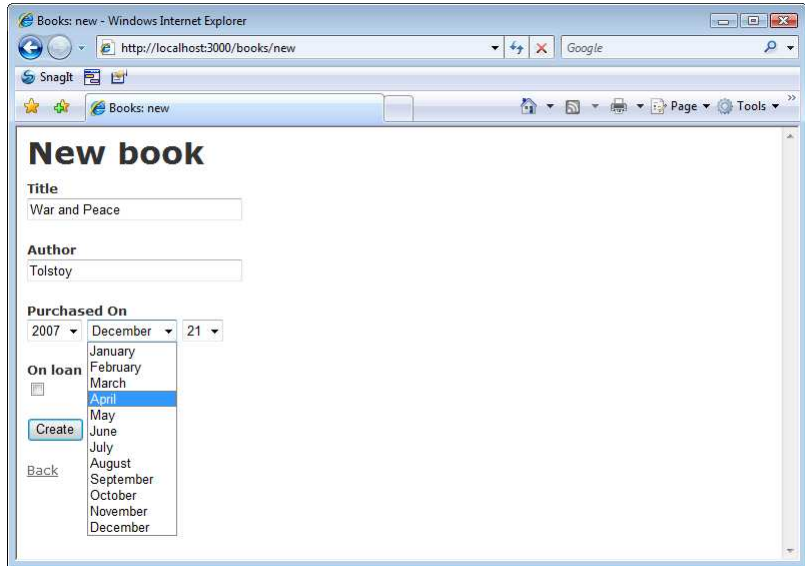 Books: new - Windows Internet Explorer
http://localhost:3000/books/new
Google
SnagIt
Books: new
Page
Tools
New book
Title
War and Peace
Author
Tolstoy
Purchased On
2007 December 21
January
February
On loan
March
April
May
Create
June
July
August
Back
September
October
November
December